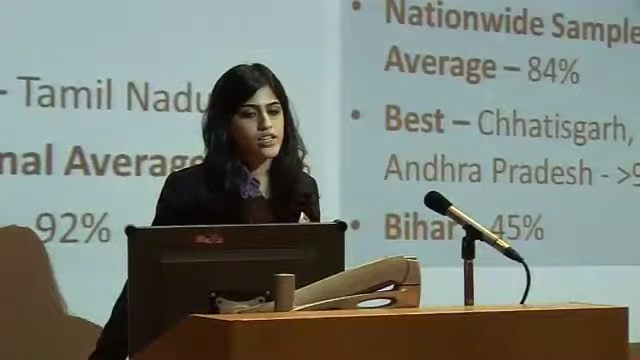 - Tamil Nadu
nal Average
92%
• Nationwide Sample
Average – 84%
• Best – Chhatisgarh,
Andhra Pradesh - >9
• Bihar 45%